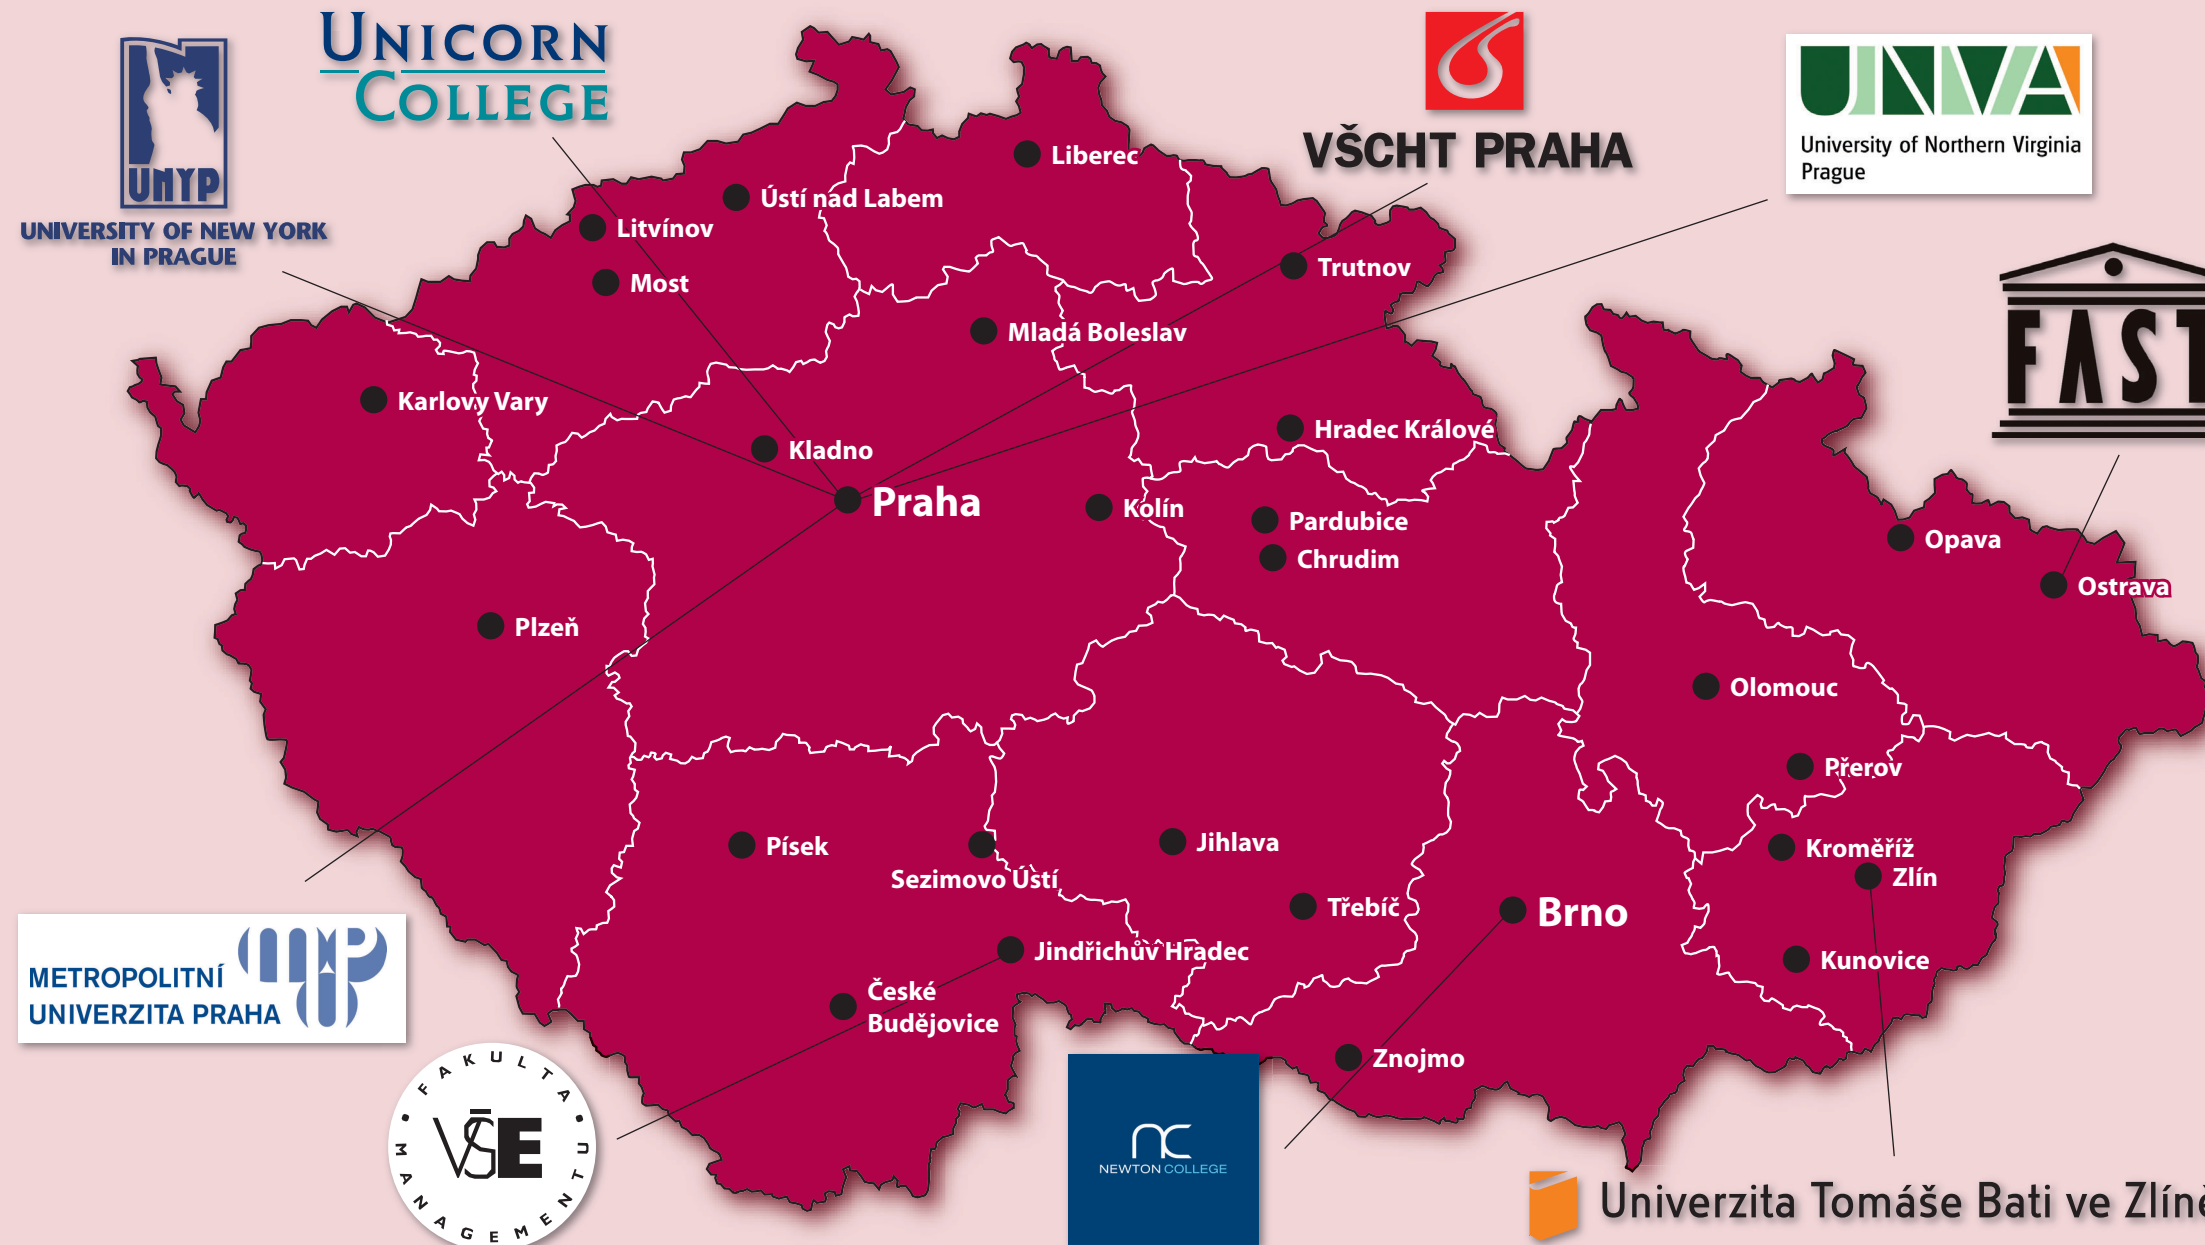 UNICORN
COLLEGE
UNYP
UNIVERSITY OF NEW YORK
IN PRAGUE
VŠCHT PRAHA
UNVA
University of Northern Virginia
Prague
FAST
Liberec
Ústí nad Labem
Litvínov
Most
Trutnov
Mladá Boleslav
Karlovy Vary
Hradec Králové
Kladno
Praha
Kolín
Pardubice
Chrudim
Opava
Ostrava
Plzeň
Olomouc
Přerov
Písek
Sezimovo Ústí
Jihlava
Kroměříž
Zlín
Třebíč
Brno
Jindřichův Hradec
Kunovice
České
Budějovice
Znojmo
METROPOLITNÍ
UNIVERZITA PRAHA
mup
FAKULTA
MANAGEMENTU
VŠE
nc
NEWTON COLLEGE
Univerzita Tomáše Bati ve Zlíně